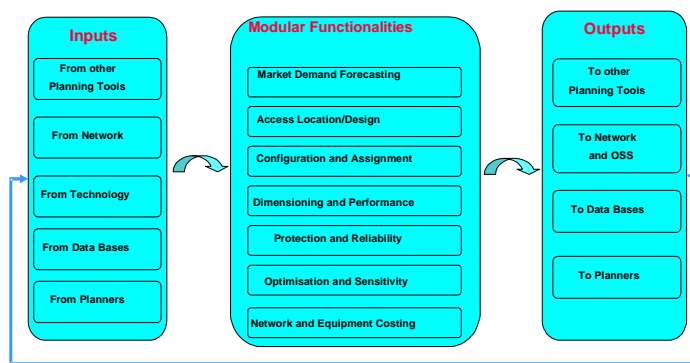 Inputs
From other
Planning Tools
From Network
From Technology
From Data Bases
From Planners
Modular Functionalities
Market Demand Forecasting
Access Location/Design
Configuration and Assignment
Dimensioning and Performance
Protection and Reliability
Optimisation and Sensitivity
Network and Equipment Costing
Outputs
To other
Planning Tools
To Network
and OSS
To Data Bases
To Planners